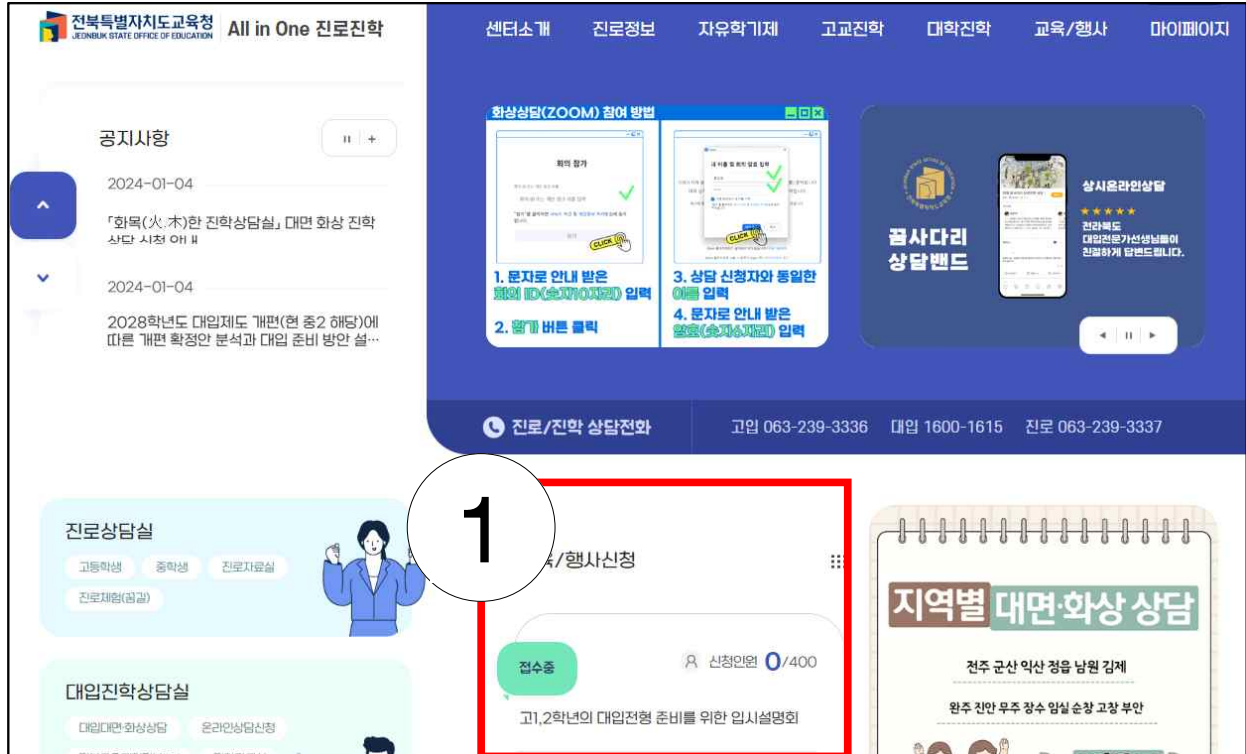 전북특별자치도교육청
JEONBUK STATE OFFICE OF EDUCATION
All in One 진로진학
센터소개 진로정보 자유학기제 고교진학 대학진학 교육/행사 마이페이지
공지사항
2024-01-04
「화목(火.木)한 진학상담실」 대면 화상 진학
상담 신청 안내
2024-01-04
2028학년도 대입제도 개편(현 중2 해당)에
따른 개편 확정안 분석과 대입 준비 방안 설…
화상상담(ZOOM) 참여 방법
회의 참가
CLICK
1. 문자로 안내 받은
회의 ID(숫자10자리) 입력
2. 참가 버튼 클릭
내 이름 및 회의 암호 입력
CLICK
3. 상담 신청자와 동일한
이름 입력
4. 문자로 안내 받은
암호(숫자6자리) 입력
꿈사다리
상담밴드
상시온라인상담
★★★★★
전라북도
대입전문가선생님들이
친절하게 답변드립니다.
진로/진학 상담전화 고입 063-239-3336 대입 1600-1615 진로 063-239-3337
진로상담실
고등학생 중학생 진로자료실
진로체험(꿈길)
대입진학상담실
대입대면·화상상담 온라인상담신청
1
/행사신청
접수중
신청인원 0/400
고1,2학년의 대입전형 준비를 위한 입시설명회
지역별 대면·화상 상담
전주 군산 익산 정읍 남원 김제
완주 진안 무주 장수 임실 순창 고창 부안